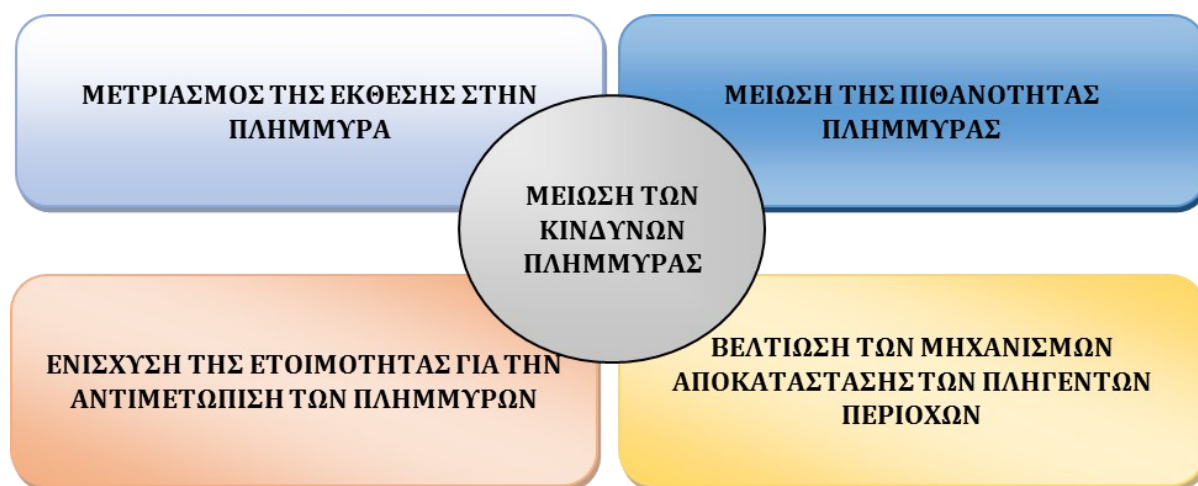 ΜΕΤΡΙΑΣΜΟΣ ΤΗΣ ΕΚΘΕΣΗΣ ΣΤΗΝ
ΠΛΗΜΜΥΡΑ
ΜΕΙΩΣΗ ΤΗΣ ΠΙΘΑΝΟΤΗΤΑΣ
ΠΛΗΜΜΥΡΑΣ
ΜΕΙΩΣΗ ΤΩΝ
ΚΙΝΔΥΝΩΝ
ΠΛΗΜΜΥΡΑΣ
ΕΝΙΣΧΥΣΗ ΤΗΣ ΕΤΟΙΜΟΤΗΤΑΣ ΓΙΑ ΤΗΝ
ΑΝΤΙΜΕΤΩΠΙΣΗ ΤΩΝ ΠΛΗΜΜΥΡΩΝ
ΒΕΛΤΙΩΣΗ ΤΩΝ ΜΗΧΑΝΙΣΜΩΝ
ΑΠΟΚΑΤΑΣΤΑΣΗΣ ΤΩΝ ΠΛΗΓΕΝΤΩΝ
ΠΕΡΙΟΧΩΝ